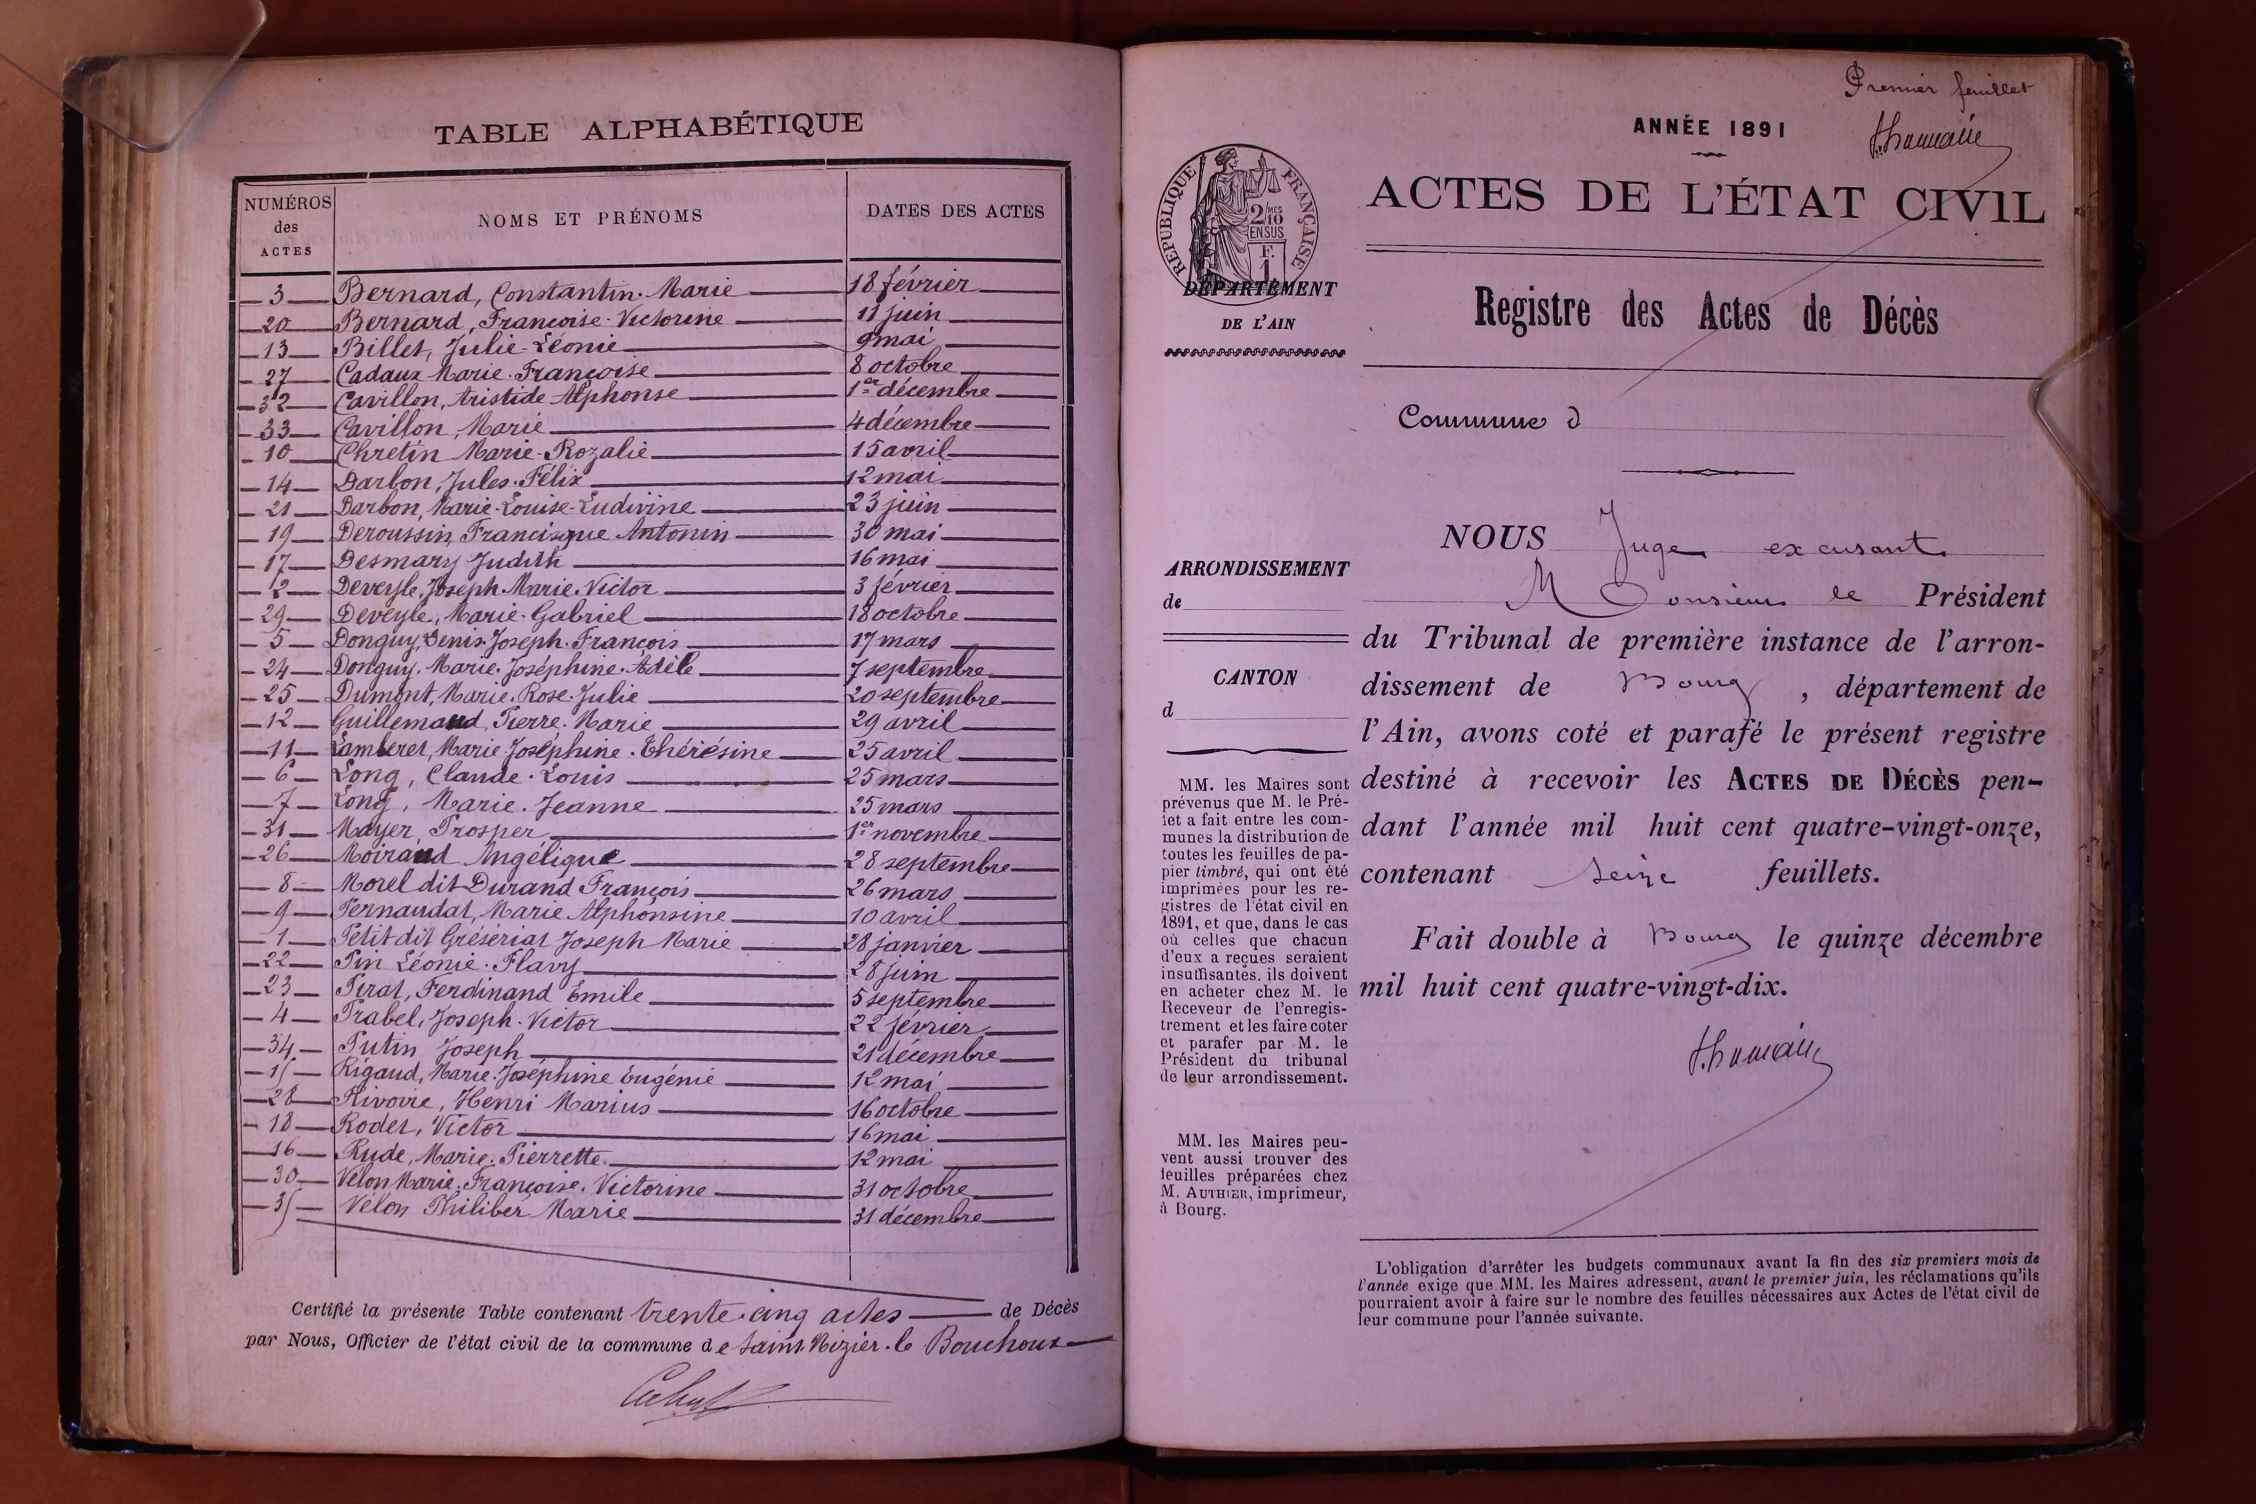 TABLE ALPHABÉTIQUE
NUMÉROS des ACTES
NOMS ET PRÉNOMS
DATES DES ACTES
3 Bernard, Constantin-Marie 18 février
20 Bernard, Françoise-Victorine 11 juin
13 Billet, Julie-Léonie 9 mai
27 Cadaux Marie-Françoise 8 octobre
32 Cavillon, Aristide Alphonse 1er décembre
33 Cavillon, Marie 4 décembre
10 Chrétin Marie-Rozalie 15 avril
14 Darbon, Jules-Félix 12 mai
21 Darbon, Marie-Louise-Ludivine 23 juin
19 Deroussin, Francisque Antonin 30 mai
17 Desmary Judith 16 mai
2 Deveyle, Joseph-Marie-Victor 3 février
29 Deveyle, Marie-Gabriel 18 octobre
5 Donguy, Denis-Joseph-François 17 mars
24 Donguy, Marie-Joséphine-Adèle 7 septembre
25 Dumont, Marie-Rose-Julie 20 septembre
12 Guillemaud, Pierre-Marie 29 avril
11 Lamberet, Marie-Joséphine-Thérésine 25 avril
6 Long, Claude-Louis 25 mars
7 Long, Marie-Jeanne 25 mars
31 Mayer, Prosper 1er novembre
26 Moiraud Angélique 28 septembre
8 Morel dit Durand François 26 mars
9 Pernaudat, Marie Alphonsine 10 avril
1 Petit dit Grésériat Joseph Marie 28 janvier
22 Pin Léonie-Flavy 28 juin
23 Pirat, Ferdinand Émile 5 septembre
4 Prabel, Joseph-Victor 22 février
34 Putin Joseph 21 décembre
15 Rigaud, Marie-Joséphine Eugénie 12 mai
28 Rivoire, Henri Marius 16 octobre
18 Rodet, Victor 16 mai
16 Rude, Marie-Pierrette 12 mai
30 Vélon Marie-Françoise-Victorine 31 octobre
35 Vélon Philiber Marie 31 décembre
Certifié la présente Table contenant trente-cinq actes de Décès
par Nous, Officier de l'état civil de la commune de Saint-Nizier-le Bouchoux
Premier feuillet
ANNÉE 1891
ACTES DE L'ÉTAT CIVIL
RÉPUBLIQUE FRANÇAISE
2/10 MES
EN SUS
1 F.
DÉPARTEMENT
DE L'AIN
Registre des Actes de Décès
Commune d
ARRONDISSEMENT
de
CANTON
d
MM. les Maires sont
prévenus que M. le Pré-
fet a fait entre les com-
munes la distribution de
toutes les feuilles de pa-
pier timbré, qui ont été
imprimées pour les re-
gistres de l'état civil en
1891, et que, dans le cas
où celles que chacun
d'eux a reçues seraient
insuffisantes, ils doivent
en acheter chez M. le
Receveur de l'enregis-
trement et les faire coter
et parafer par M. le
Président du tribunal
de leur arrondissement.
MM. les Maires peu-
vent aussi trouver des
feuilles préparées chez
M. AUTHIER, imprimeur,
à Bourg.
NOUS Juge excusant
Monsieur le Président
du Tribunal de première instance de l'arron-
dissement de Bourg, département de
l'Ain, avons coté et parafé le présent registre
destiné à recevoir les ACTES DE DÉCÈS pen-
dant l'année mil huit cent quatre-vingt-onze,
contenant seize feuillets.
Fait double à Bourg le quinze décembre
mil huit cent quatre-vingt-dix.
L'obligation d'arrêter les budgets communaux avant la fin des six premiers mois de
l'année exige que MM. les Maires adressent, avant le premier juin, les réclamations qu'ils
pourraient avoir à faire sur le nombre des feuilles nécessaires aux Actes de l'état civil de
leur commune pour l'année suivante.